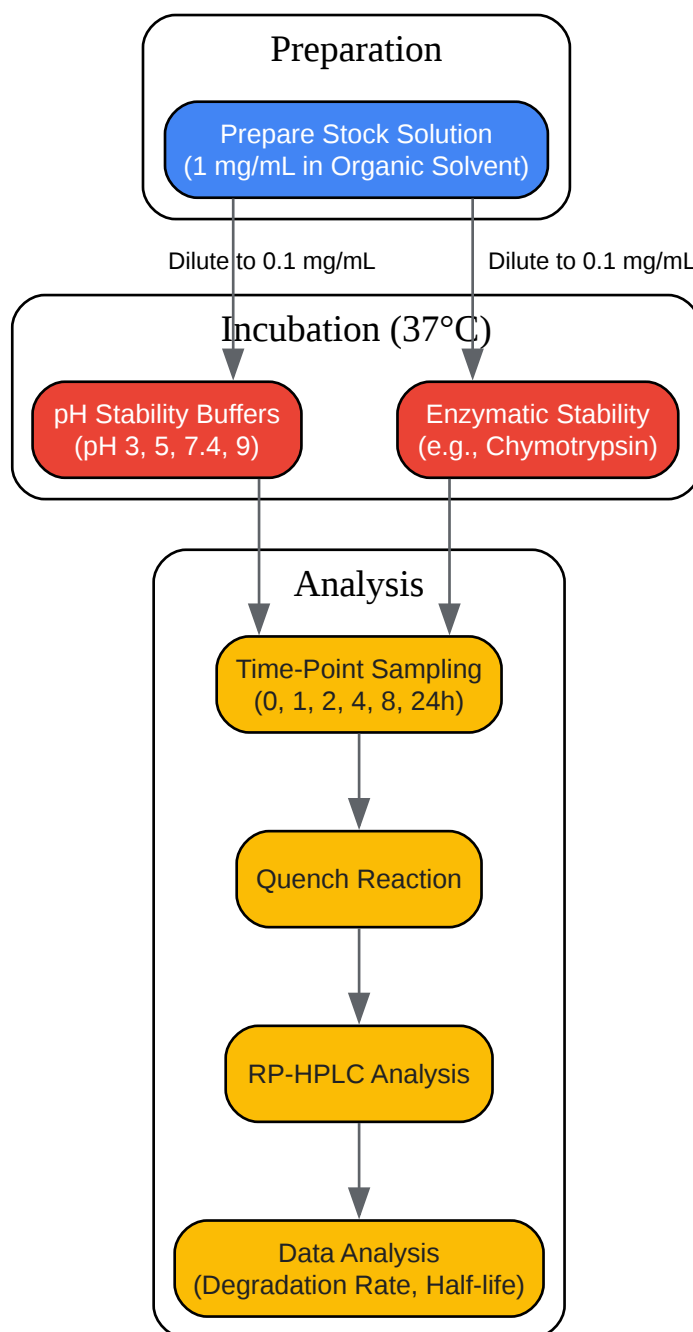 Preparation
Prepare Stock Solution
(1 mg/mL in Organic Solvent)
Dilute to 0.1 mg/mL
Dilute to 0.1 mg/mL
Incubation (37°C)
pH Stability Buffers
(pH 3, 5, 7.4, 9)
Enzymatic Stability
(e.g., Chymotrypsin)
Analysis
Time-Point Sampling
(0, 1, 2, 4, 8, 24h)
Quench Reaction
RP-HPLC Analysis
Data Analysis
(Degradation Rate, Half-life)